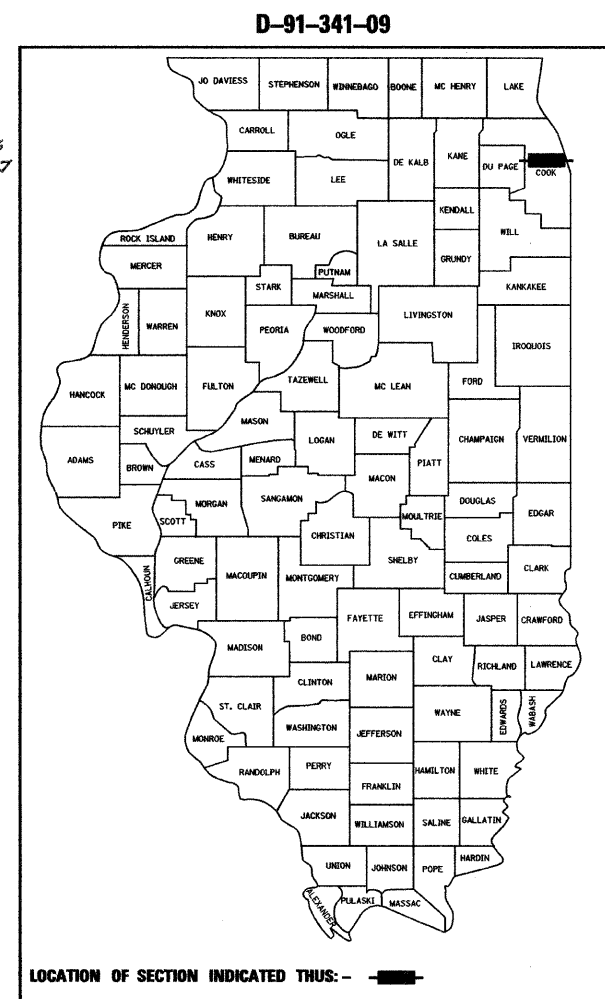 D-91-341-09
JO DAVIESS STEPHENSON WINNEBAGO BOONE MC HENRY LAKE
CARROLL OGLE
DE KALB KANE DU PAGE COOK
WHITESIDE LEE
KENDALL
ROCK ISLAND HENRY BUREAU LA SALLE WILL
MERCER PUTNAM GRUNDY
STARK MARSHALL KANKAKEE
HENDERSON WARREN KNOX PEORIA WOODFORD LIVINGSTON
IROQUOIS
HANCOCK MC DONOUGH FULTON TAZEWELL MC LEAN FORD
MASON
SCHUYLER LOGAN DE WITT CHAMPAIGN VERMILION
ADAMS BROWN CASS MENARD PIATT
MACON
PIKE SCOTT MORGAN SANGAMON DOUGLAS EDGAR
MOULTRIE
CHRISTIAN COLES
CALHOUN GREENE MACOUPIN MONTGOMERY SHELBY CUMBERLAND CLARK
JERSEY
FAYETTE EFFINGHAM JASPER CRAWFORD
MADISON BOND
CLAY RICHLAND LAWRENCE
CLINTON MARION
ST. CLAIR WAYNE EDWARDS WABASH
MONROE WASHINGTON JEFFERSON
RANDOLPH PERRY HAMILTON WHITE
FRANKLIN
JACKSON WILLIAMSON SALINE GALLATIN
UNION JOHNSON POPE HARDIN
ALEXANDER PULASKI MASSAC
LOCATION OF SECTION INDICATED THUS: -